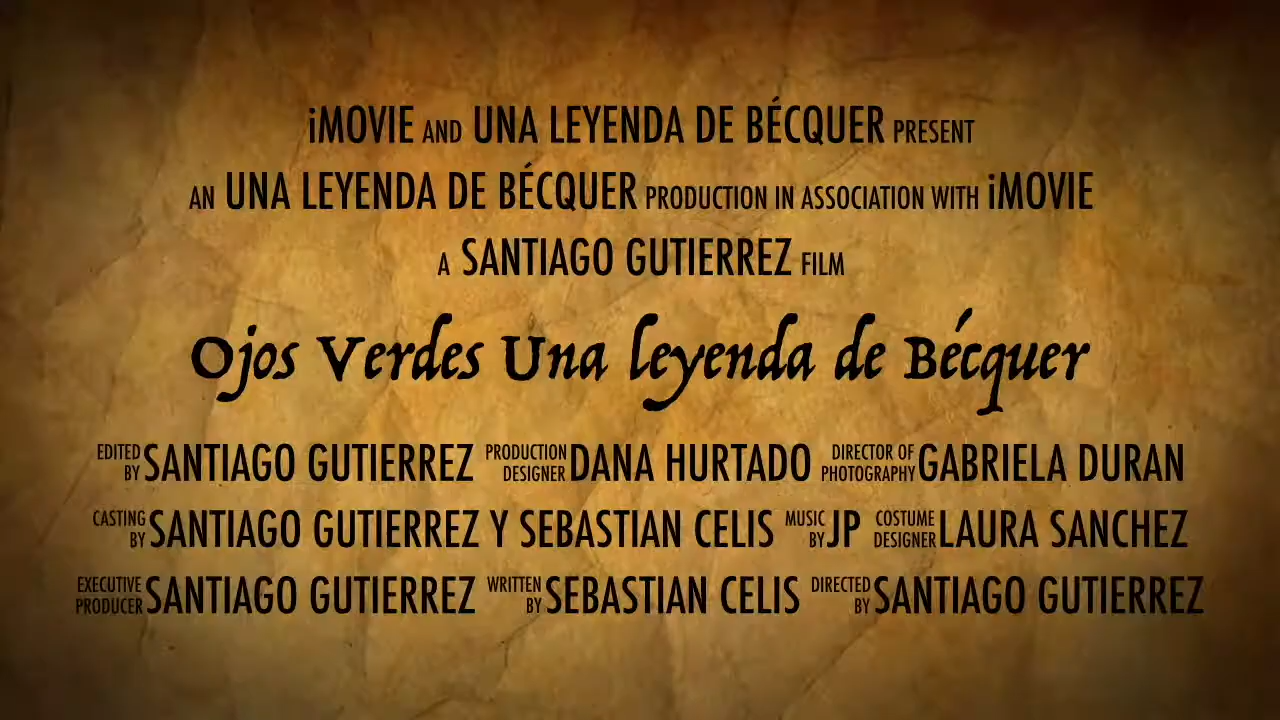 iMOVIE AND UNA LEYENDA DE BÉCQUER PRESENT
AN UNA LEYENDA DE BÉCQUER PRODUCTION IN ASSOCIATION WITH iMOVIE
A SANTIAGO GUTIERREZ FILM
Ojos Verdes Una leyenda de Bécquer
EDITED BY SANTIAGO GUTIERREZ PRODUCTION DESIGNER DANA HURTADO DIRECTOR OF PHOTOGRAPHY GABRIELA DURAN
CASTING BY SANTIAGO GUTIERREZ Y SEBASTIAN CELIS MUSIC BY JP COSTUME DESIGNER LAURA SANCHEZ
EXECUTIVE PRODUCER SANTIAGO GUTIERREZ WRITTEN BY SEBASTIAN CELIS DIRECTED BY SANTIAGO GUTIERREZ